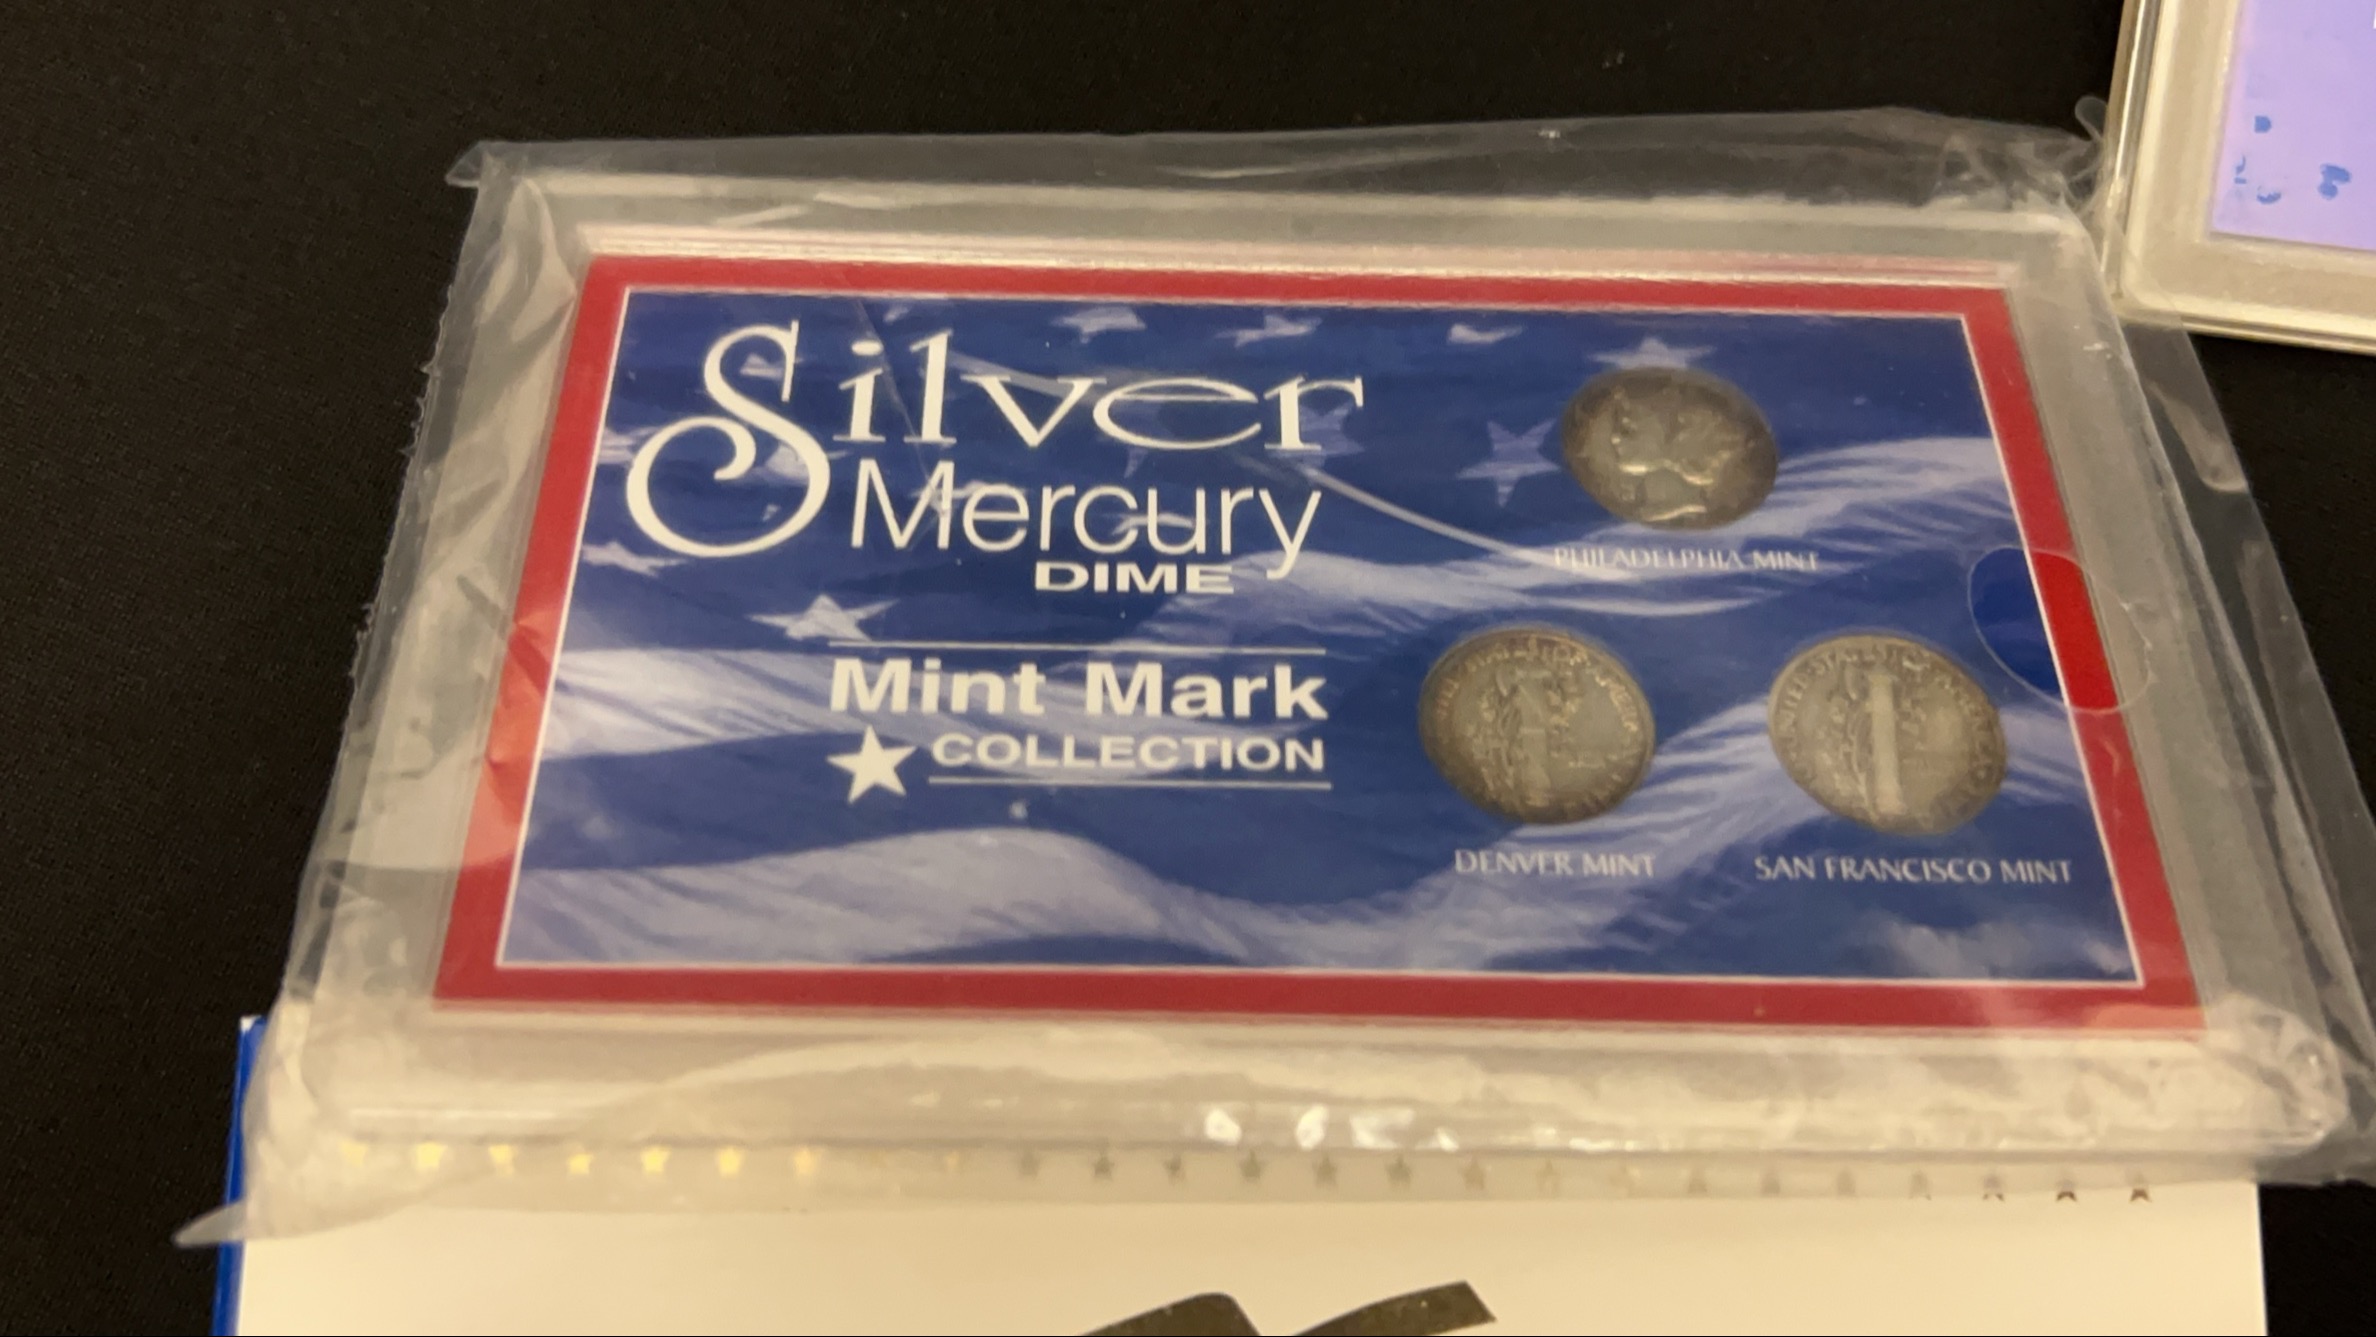 Silver
Mercury
DIME
Mint Mark
COLLECTION
PHILADELPHIA MINT
DENVER MINT
SAN FRANCISCO MINT